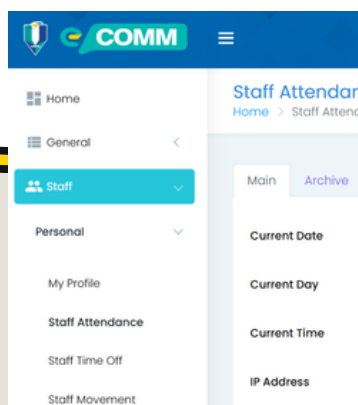 e-COMM
Home
General
Staff
Personal
My Profile
Staff Attendance
Staff Time Off
Staff Movement
Staff Attendan
Home > Staff Attend
Main Archive
Current Date
Current Day
Current Time
IP Address